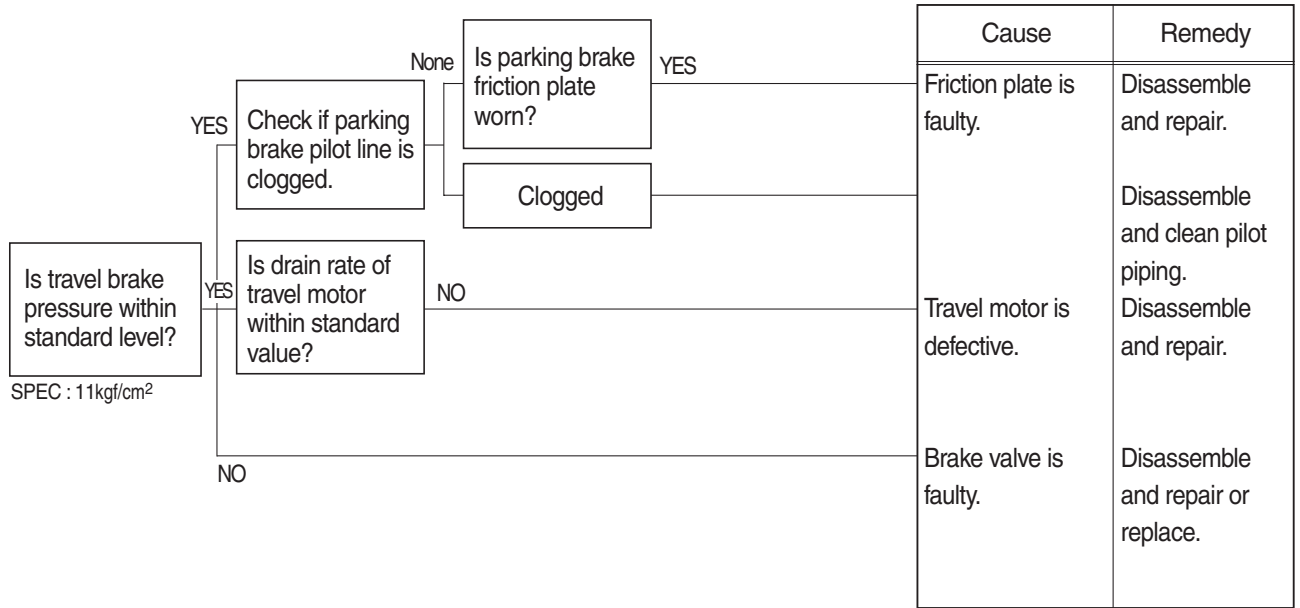 Cause
Remedy
None
Is parking brake
friction plate
worn?
YES
Friction plate is
faulty.
Disassemble
and repair.
YES
Check if parking
brake pilot line is
clogged.
Clogged
Disassemble
and clean pilot
piping.
Is travel brake
pressure within
standard level?
SPEC : 11kgf/cm²
YES
Is drain rate of
travel motor
within standard
value?
NO
Travel motor is
defective.
Disassemble
and repair.
NO
Brake valve is
faulty.
Disassemble
and repair or
replace.